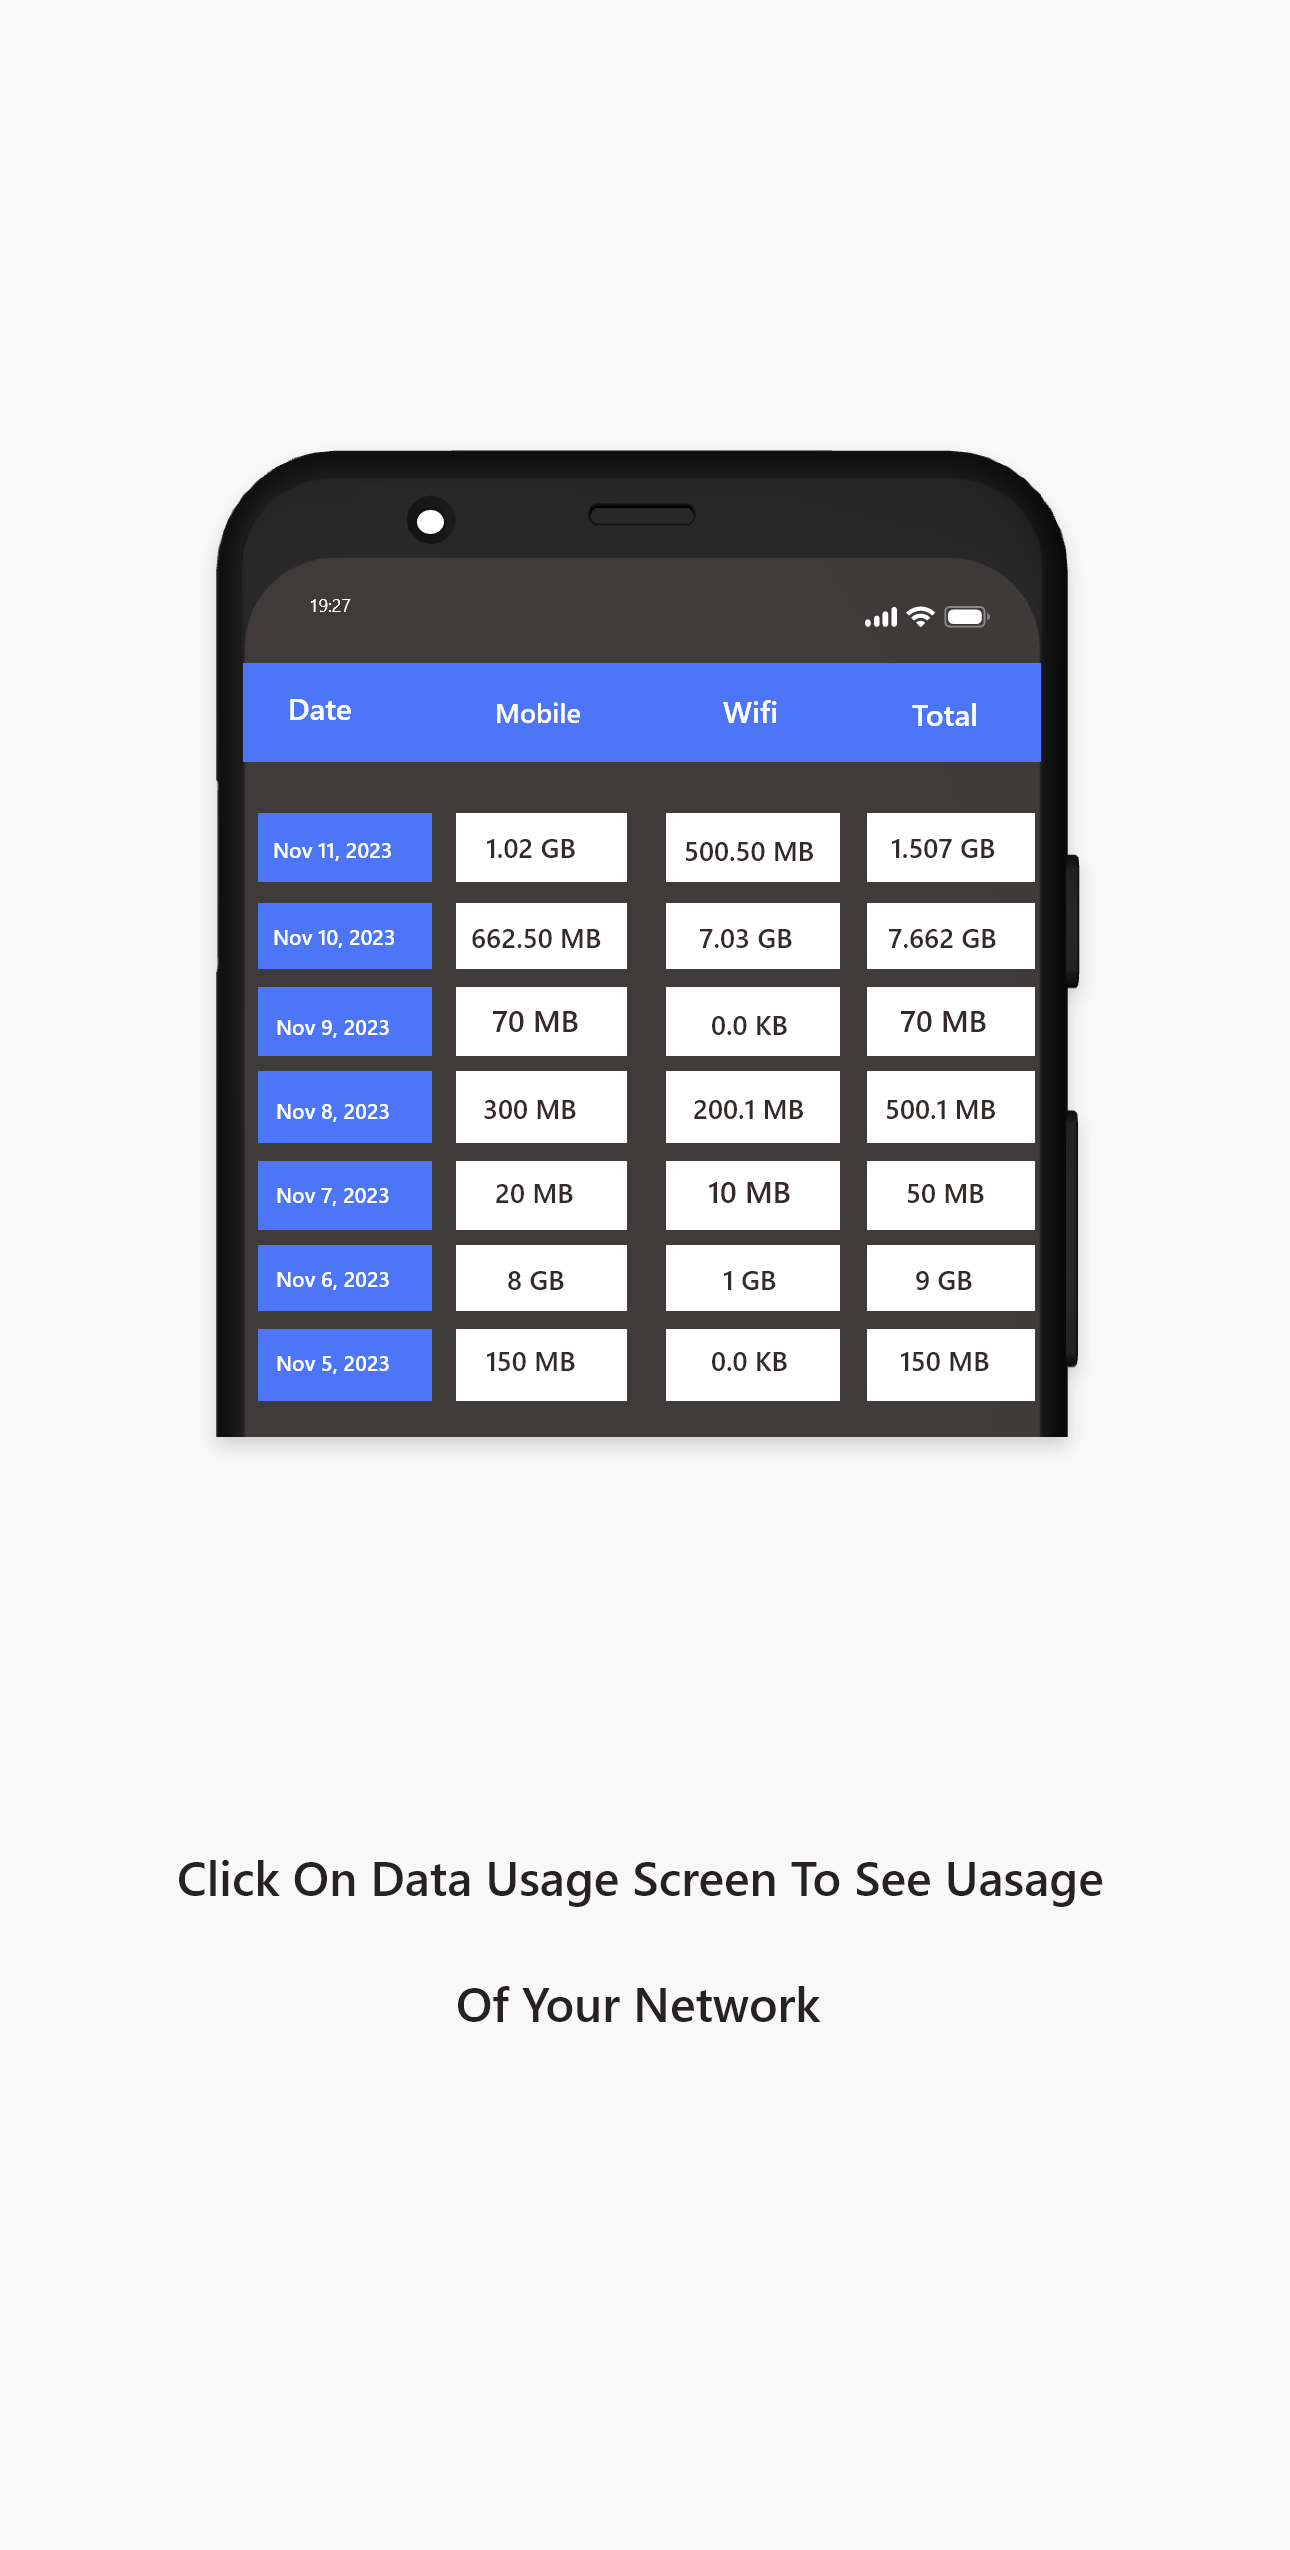 19:27
Date Mobile Wifi Total
Nov 11, 2023 1.02 GB 500.50 MB 1.507 GB
Nov 10, 2023 662.50 MB 7.03 GB 7.662 GB
Nov 9, 2023 70 MB 0.0 KB 70 MB
Nov 8, 2023 300 MB 200.1 MB 500.1 MB
Nov 7, 2023 20 MB 10 MB 50 MB
Nov 6, 2023 8 GB 1 GB 9 GB
Nov 5, 2023 150 MB 0.0 KB 150 MB
Click On Data Usage Screen To See Uasage
Of Your Network